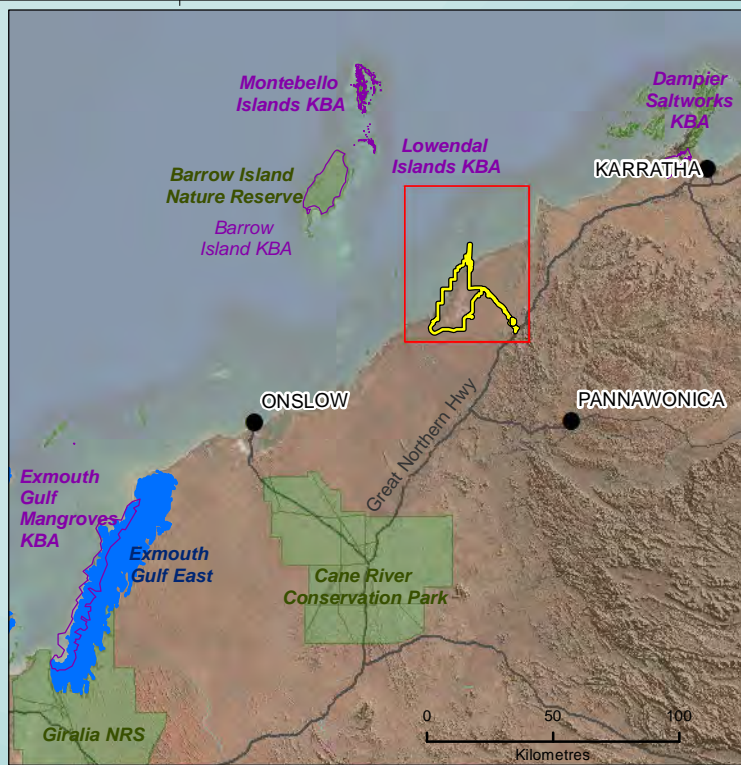 Montebello
Islands KBA
Dampier
Saltworks
KBA
Lowendal
Islands KBA
KARRATHA
Barrow Island
Nature Reserve
Barrow
Island KBA
ONSLOW
PANNAWONICA
Great Northern Hwy
Exmouth
Gulf
Mangroves
KBA
Exmouth
Gulf East
Cane River
Conservation Park
Giralia NRS
0 50 100
Kilometres